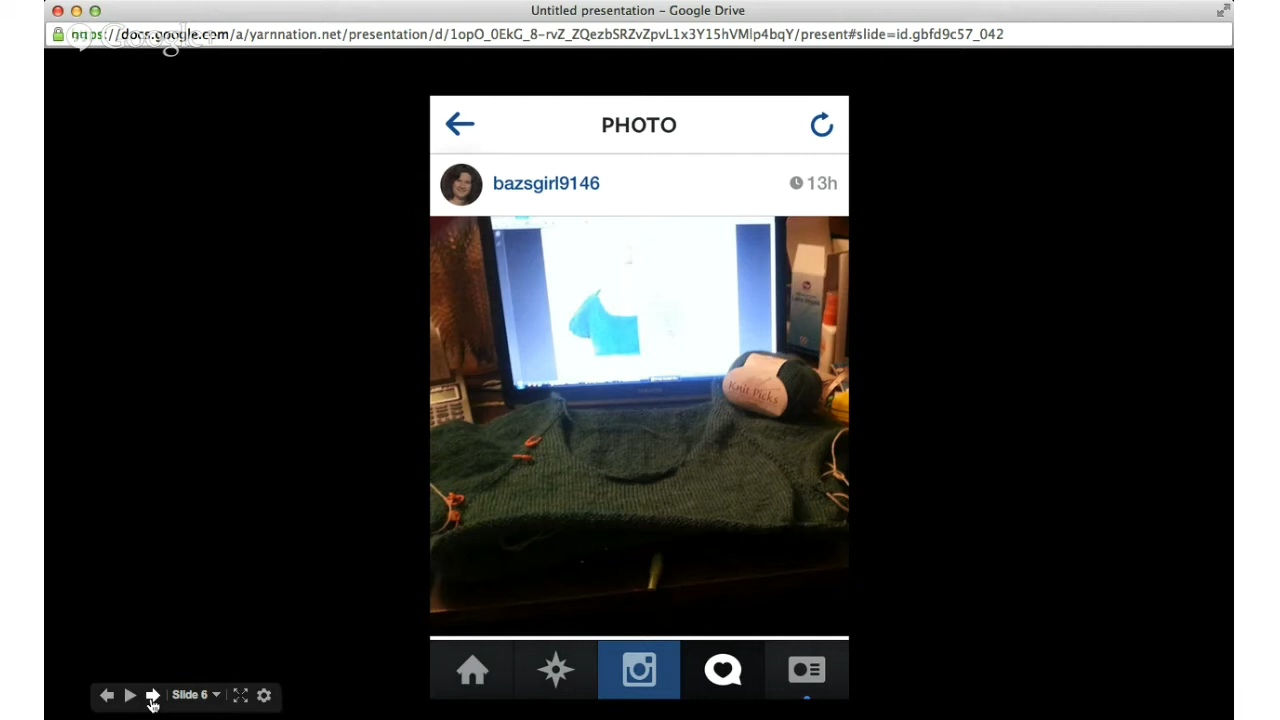 Untitled presentation – Google Drive
https://docs.google.com/a/yarnnation.net/presentation/d/1opO_0EkG_8-rvZ_ZQezbSRZvZpvL1x3Y15hVMlp4bqY/present#slide=id.gbfd9c57_042
Google+
PHOTO
bazsgirl9146
13h
Knit Picks
Slide 6